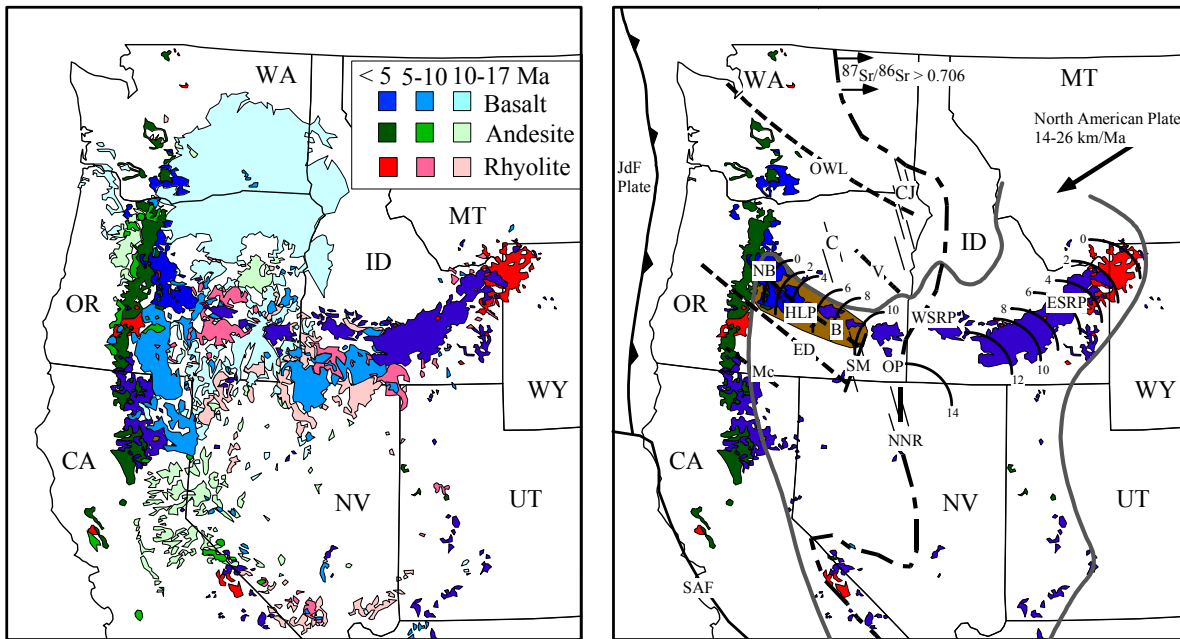 WA
< 5 5-10 10-17 Ma
Basalt
Andesite
Rhyolite
MT
ID
OR
WY
CA
NV
UT
WA
87Sr/86Sr > 0.706
MT
North American Plate
14-26 km/Ma
JdF
Plate
OWL
CJ
ID
C
V
NB
0
2
4
6
8
10
HLP
B
WSRP
ESRP
0
2
4
6
8
10
12
14
OR
ED
SM
OP
Mc
WY
NNR
CA
NV
UT
SAF